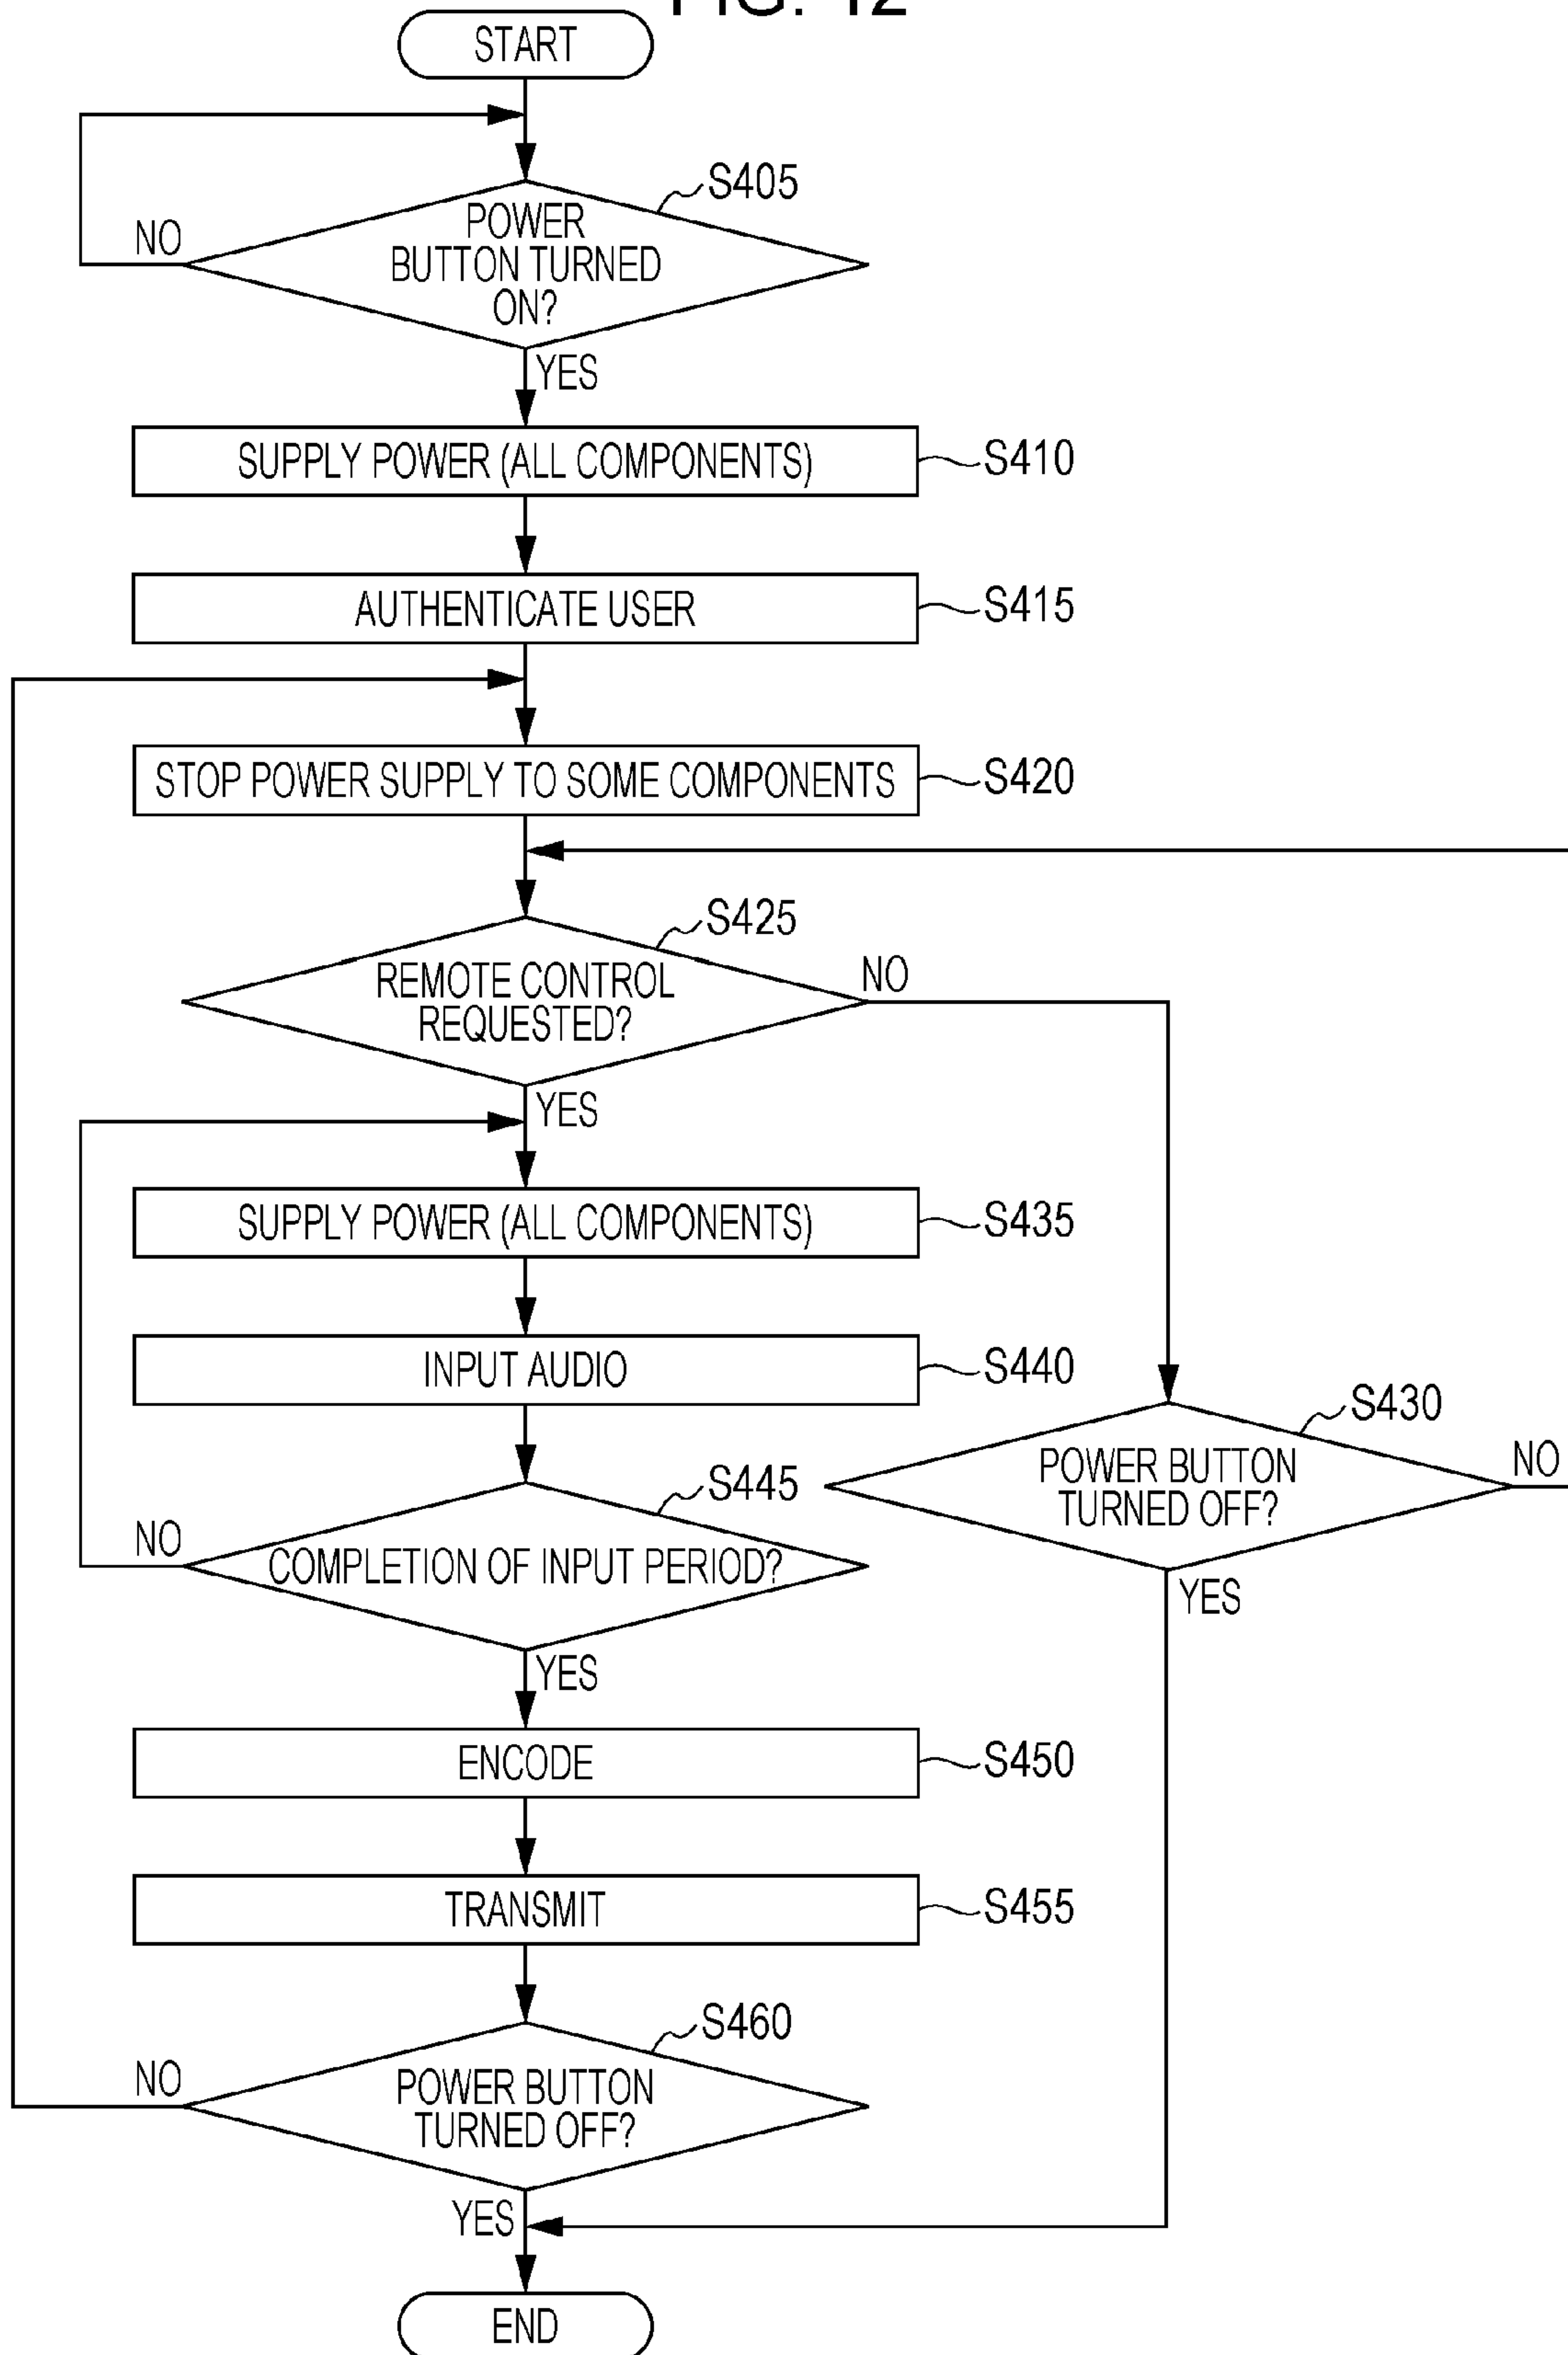 FIG. 12
START
S405
NO
POWER
BUTTON TURNED
ON?
YES
SUPPLY POWER (ALL COMPONENTS)
S410
AUTHENTICATE USER
S415
STOP POWER SUPPLY TO SOME COMPONENTS
S420
S425
REMOTE CONTROL
REQUESTED?
NO
YES
SUPPLY POWER (ALL COMPONENTS)
S435
INPUT AUDIO
S440
S430
POWER BUTTON
TURNED OFF?
NO
YES
S445
NO
COMPLETION OF INPUT PERIOD?
YES
ENCODE
S450
TRANSMIT
S455
S460
NO
POWER BUTTON
TURNED OFF?
YES
END